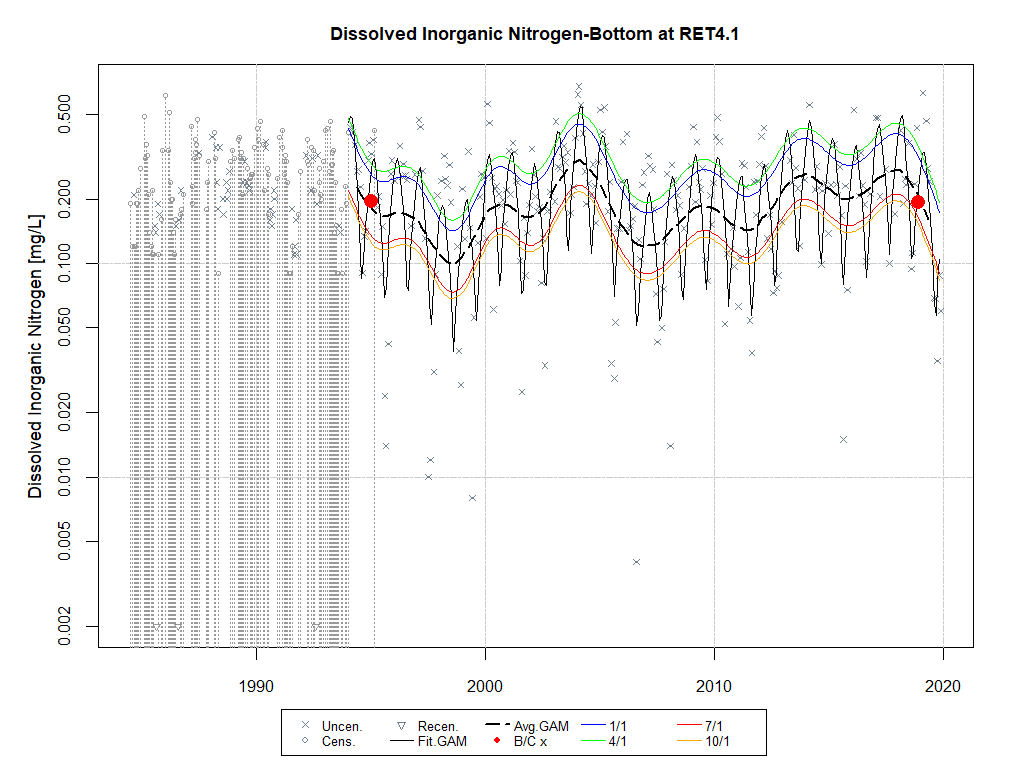 Dissolved Inorganic Nitrogen-Bottom at RET4.1
Dissolved Inorganic Nitrogen [mg/L]
0.500
0.200
0.100
0.050
0.020
0.010
0.005
0.002
1990 2000 2010 2020
Uncen. Recen. Avg.GAM 1/1 7/1
Cens. Fit.GAM B/C x 4/1 10/1